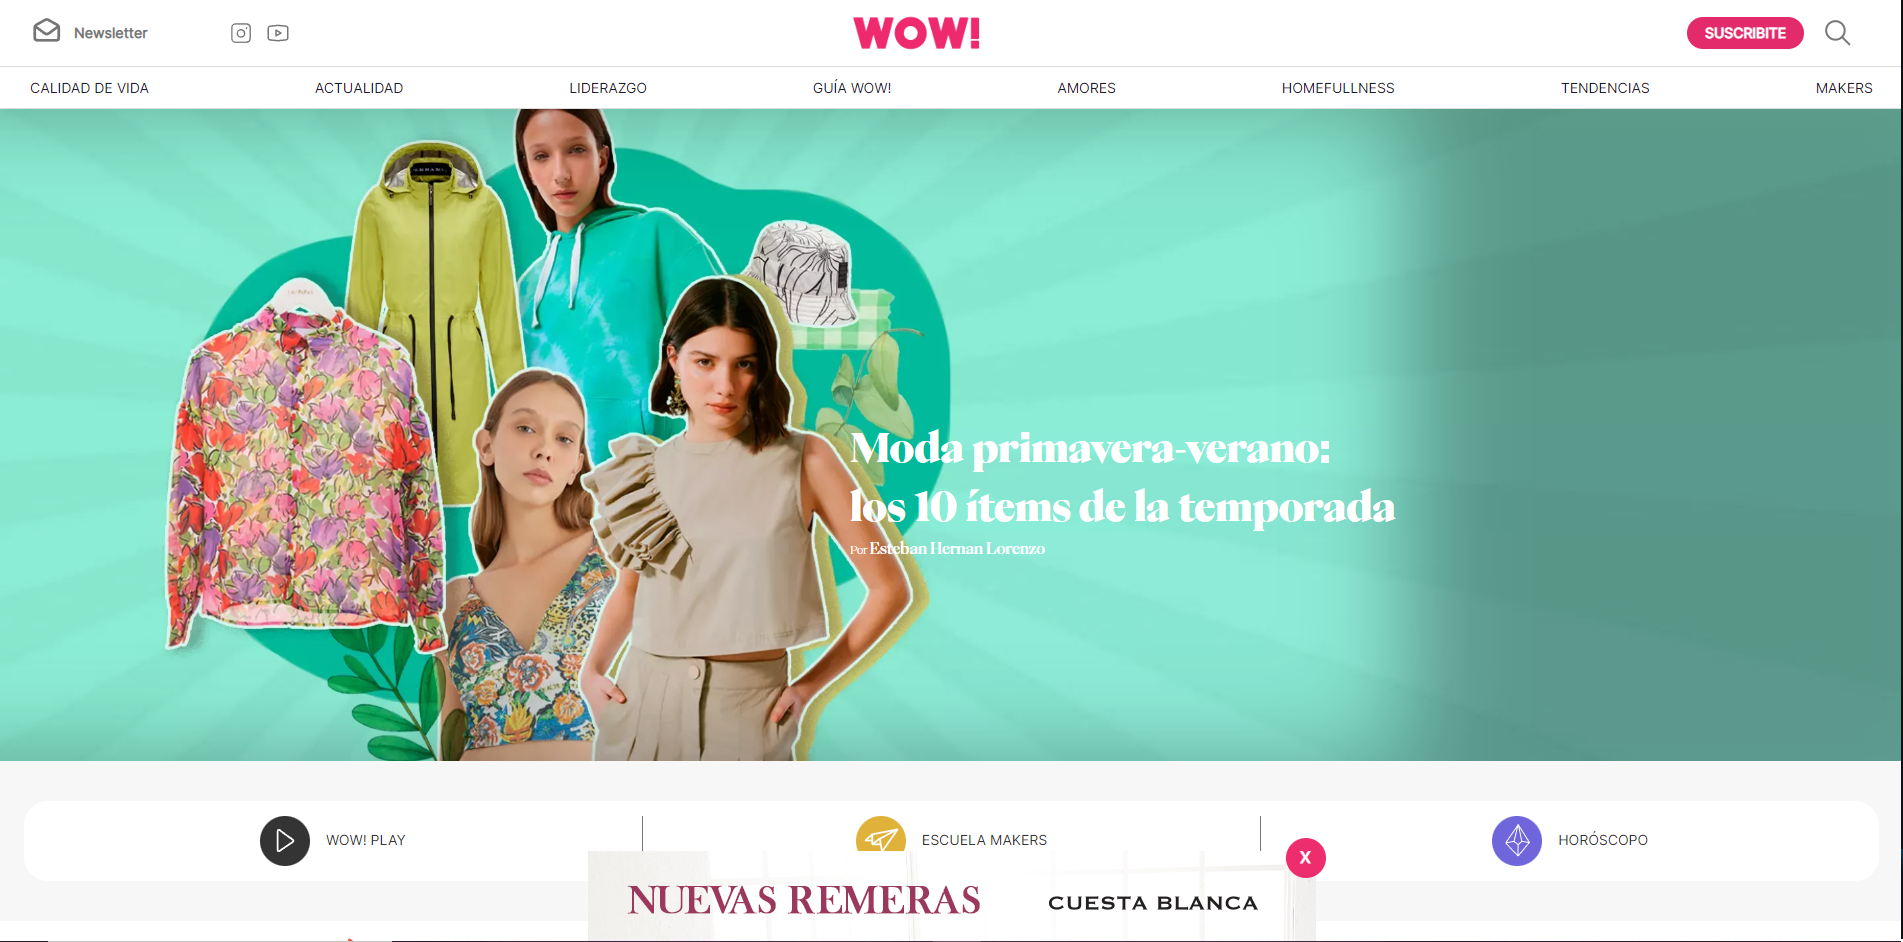 Newsletter
WOW!
SUSCRIBITE
CALIDAD DE VIDA
ACTUALIDAD
LIDERAZGO
GUÍA WOW!
AMORES
HOMEFULLNESS
TENDENCIAS
MAKERS
Moda primavera-verano:
los 10 ítems de la temporada
Por Esteban Hernan Lorenzo
WOW! PLAY
ESCUELA MAKERS
HORÓSCOPO
X
NUEVAS REMERAS
CUESTA BLANCA